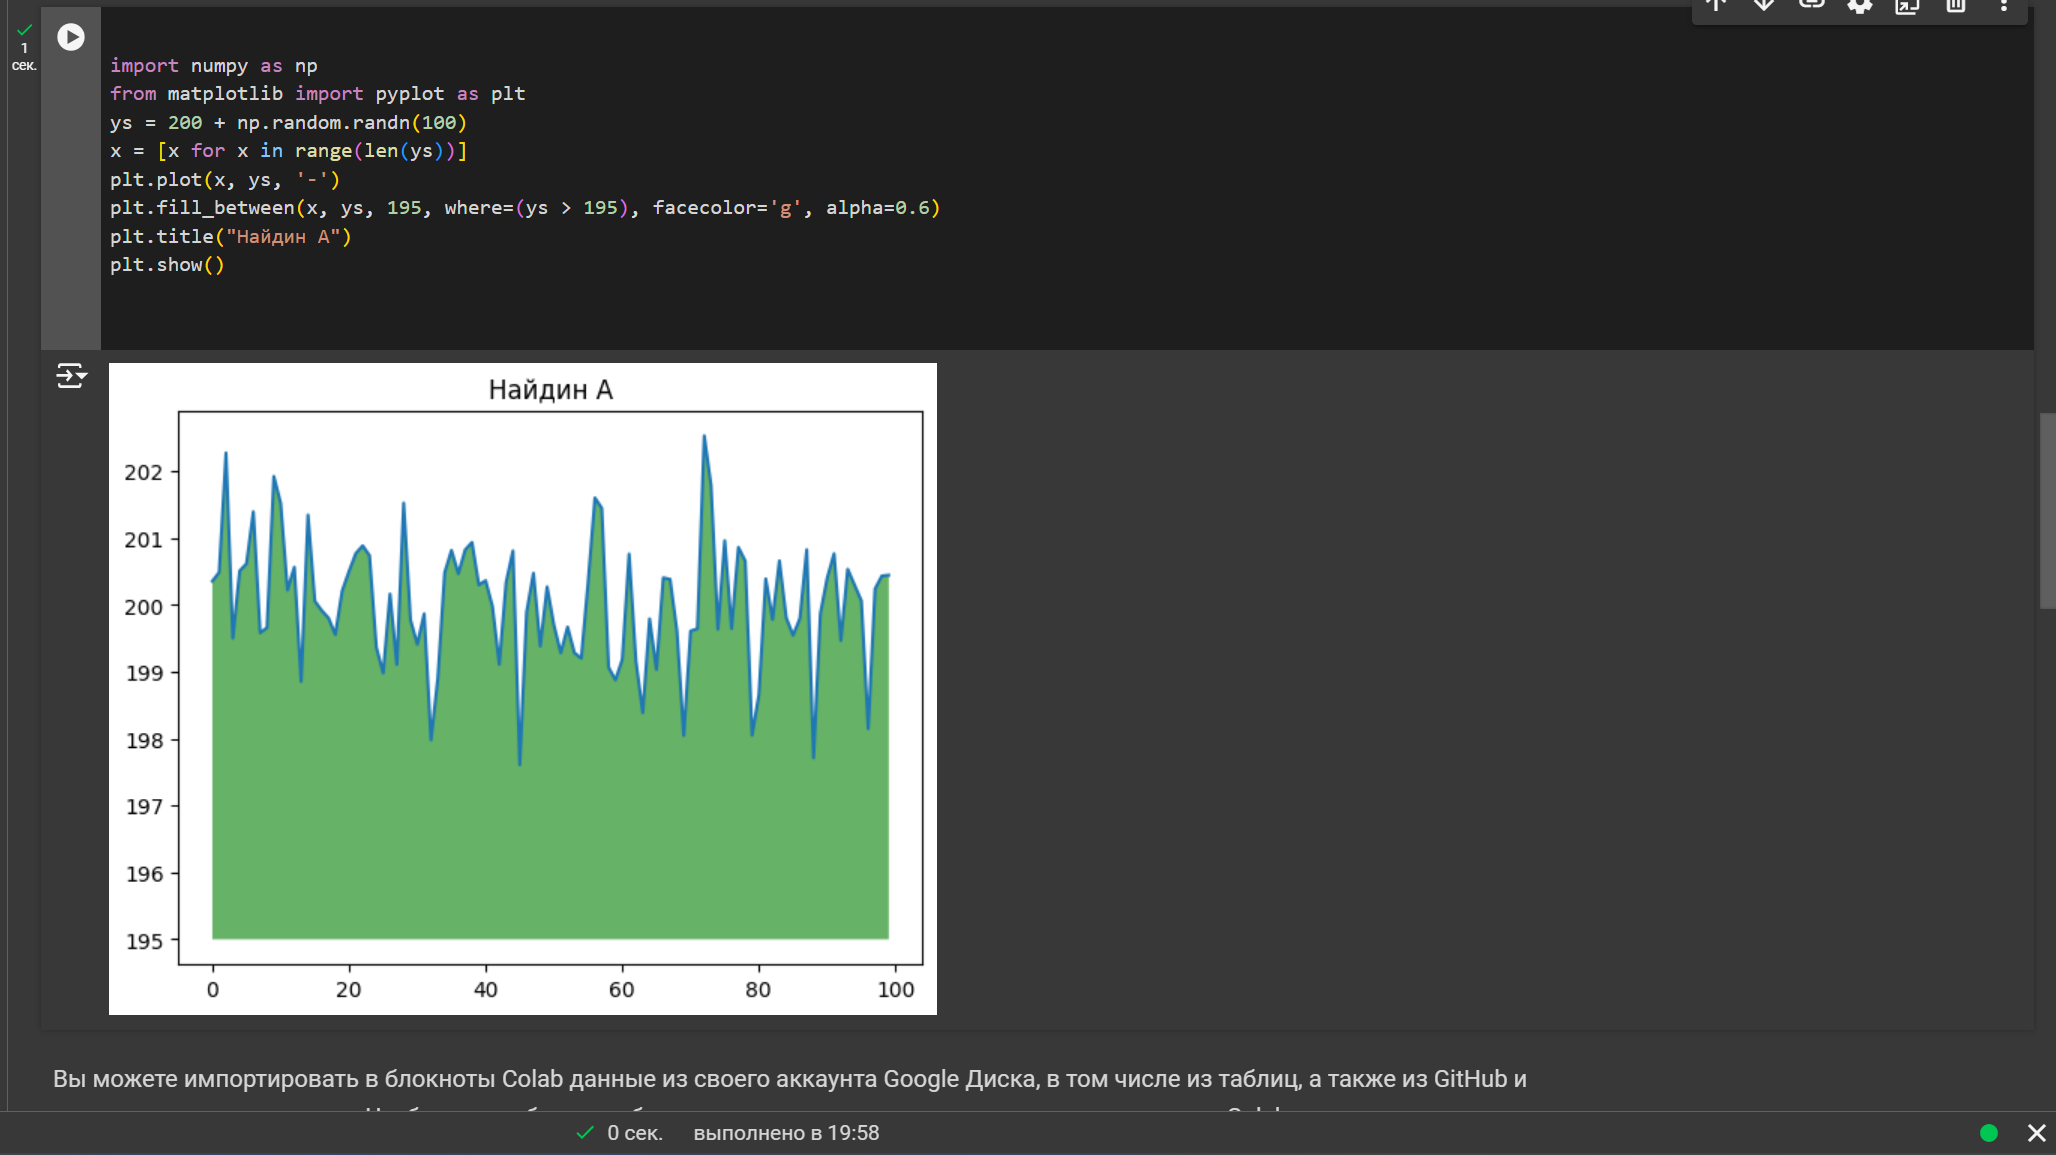 1
сек.
import numpy as np
from matplotlib import pyplot as plt
ys = 200 + np.random.randn(100)
x = [x for x in range(len(ys))]
plt.plot(x, ys, '-')
plt.fill_between(x, ys, 195, where=(ys > 195), facecolor='g', alpha=0.6)
plt.title("Найдин А")
plt.show()
Найдин А
202
201
200
199
198
197
196
195
0 20 40 60 80 100
Вы можете импортировать в блокноты Colab данные из своего аккаунта Google Диска, в том числе из таблиц, а также из GitHub и
0 сек. выполнено в 19:58